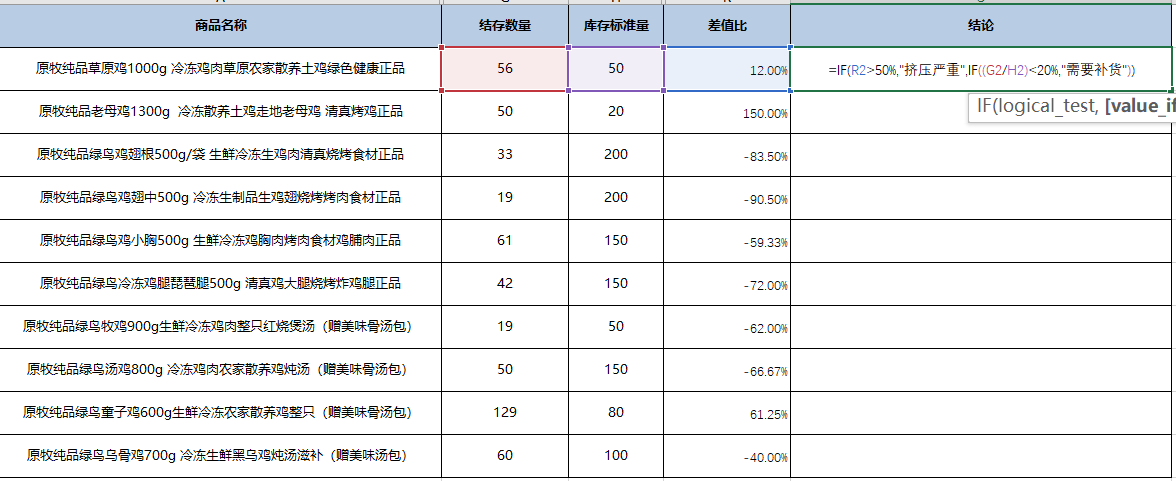 商品名称 结存数量 库存标准量 差值比 结论
原牧纯品草原鸡1000g 冷冻鸡肉草原农家散养土鸡绿色健康正品 56 50 12.00% =IF(R2>50%,"挤压严重",IF((G2/H2)<20%,"需要补货"))
IF(logical_test, [value_if
原牧纯品老母鸡1300g  冷冻散养土鸡走地老母鸡 清真烤鸡正品 50 20 150.00%
原牧纯品绿鸟鸡翅根500g/袋 生鲜冷冻生鸡肉清真烧烤食材正品 33 200 -83.50%
原牧纯品绿鸟鸡翅中500g 冷冻生制品生鸡翅烧烤烤肉食材正品 19 200 -90.50%
原牧纯品绿鸟鸡小胸500g 生鲜冷冻鸡胸肉烤肉食材鸡脯肉正品 61 150 -59.33%
原牧纯品绿鸟冷冻鸡腿琵琶腿500g 清真鸡大腿烧烤炸鸡腿正品 42 150 -72.00%
原牧纯品绿鸟牧鸡900g生鲜冷冻鸡肉整只红烧煲汤（赠美味骨汤包） 19 50 -62.00%
原牧纯品绿鸟汤鸡800g 冷冻鸡肉农家散养鸡炖汤（赠美味骨汤包） 50 150 -66.67%
原牧纯品绿鸟童子鸡600g生鲜冷冻农家散养鸡整只（赠美味骨汤包） 129 80 61.25%
原牧纯品绿鸟乌骨鸡700g 冷冻生鲜黑乌鸡炖汤滋补（赠美味汤包） 60 100 -40.00%